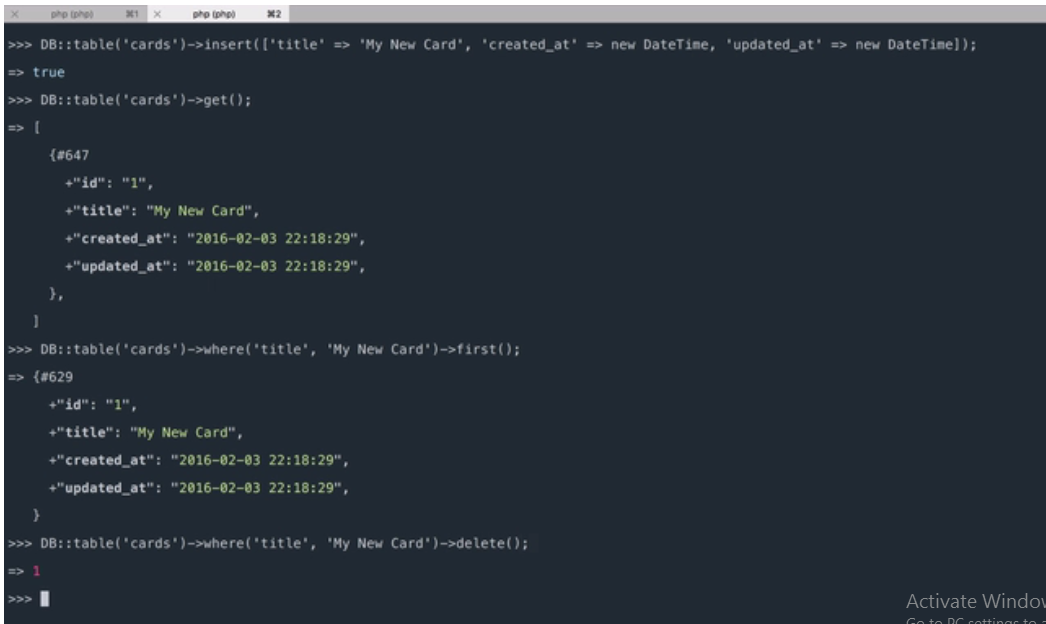 php (php) ⌘1 php (php) ⌘2
>>> DB::table('cards')->insert(['title' => 'My New Card', 'created_at' => new DateTime, 'updated_at' => new DateTime]);
=> true
>>> DB::table('cards')->get();
=> [
{#647
+"id": "1",
+"title": "My New Card",
+"created_at": "2016-02-03 22:18:29",
+"updated_at": "2016-02-03 22:18:29",
},
]
>>> DB::table('cards')->where('title', 'My New Card')->first();
=> {#629
+"id": "1",
+"title": "My New Card",
+"created_at": "2016-02-03 22:18:29",
+"updated_at": "2016-02-03 22:18:29",
}
>>> DB::table('cards')->where('title', 'My New Card')->delete();
=> 1
>>>
Activate Window
Go to PC settings to a